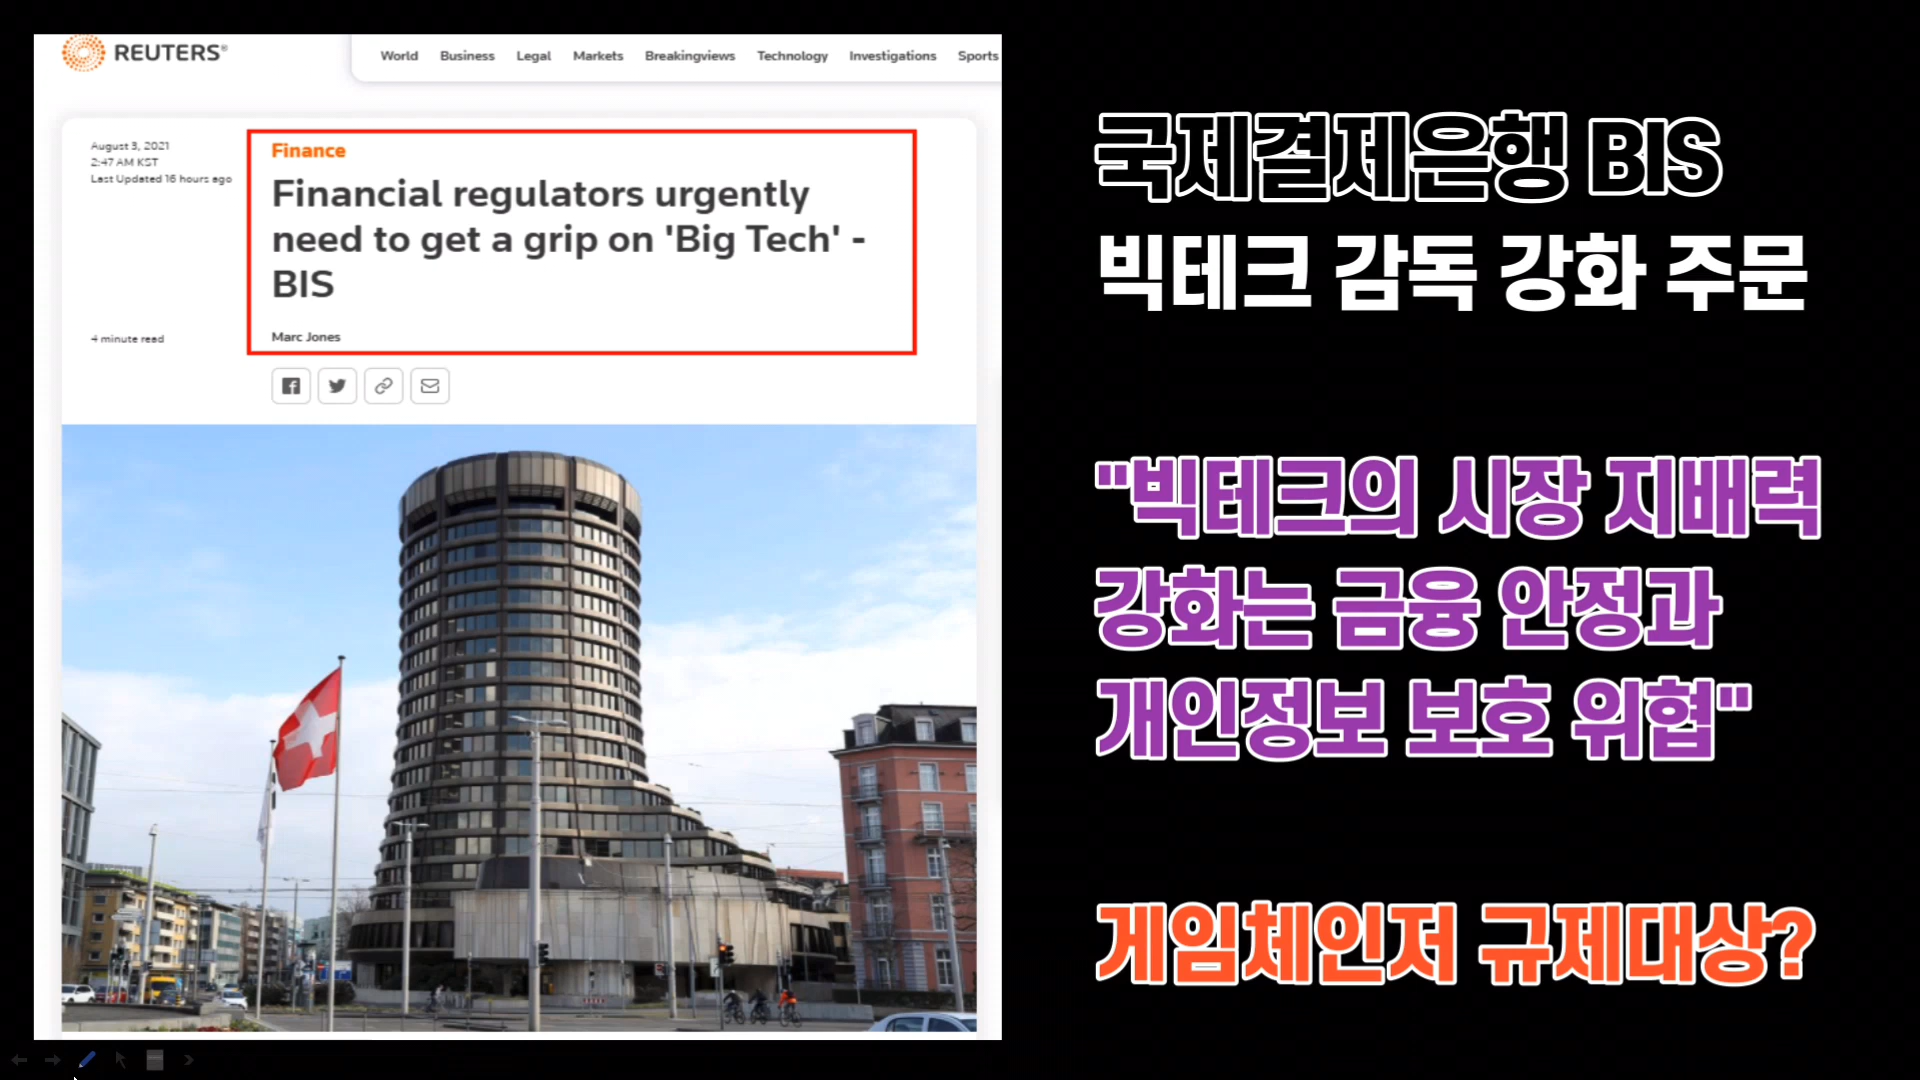 REUTERS®
World Business Legal Markets Breakingviews Technology Investigations Sports
August 3, 2021
2:47 AM KST
Last Updated 16 hours ago
Finance
Financial regulators urgently
need to get a grip on 'Big Tech' -
BIS
4 minute read
Marc Jones
국제결제은행 BIS
빅테크 감독 강화 주문
"빅테크의 시장 지배력
강화는 금융 안정과
개인정보 보호 위협"
게임체인저 규제대상?